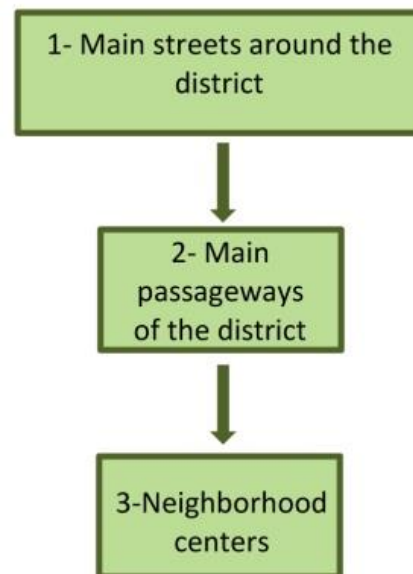 1- Main streets around the
district
2- Main
passageways
of the district
3-Neighborhood
centers